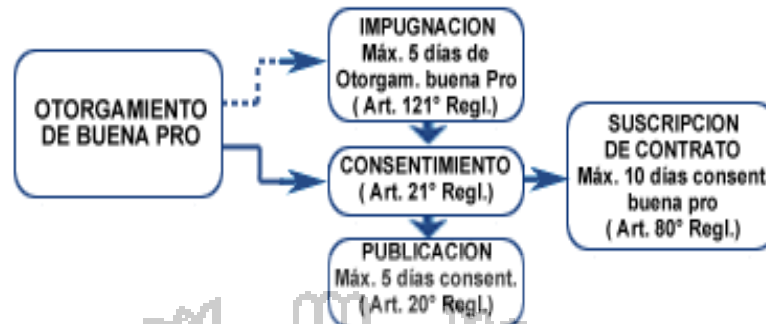 OTORGAMIENTO
DE BUENA PRO
IMPUGNACION
Máx. 5 días de
Otorgam. buena Pro
( Art. 121° Regl.)
CONSENTIMIENTO
( Art. 21° Regl.)
PUBLICACION
Máx. 5 días consent.
( Art. 20° Regl.)
SUSCRIPCION
DE CONTRATO
Máx. 10 días consent
buena pro
( Art. 80° Regl.)